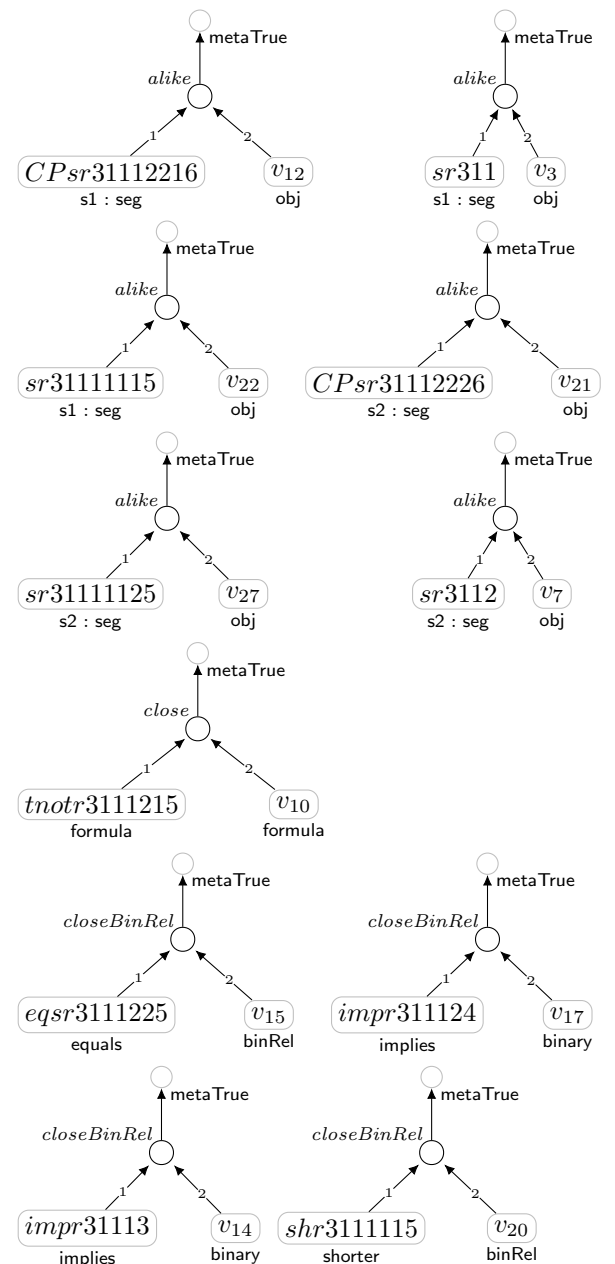 metaTrue metaTrue
alike alike
1 2 1 2
CPsr31112216 v12 sr311 v3
s1 : seg obj s1 : seg obj
metaTrue metaTrue
alike alike
1 2 1 2
sr31111115 v22 CPsr31112226 v21
s1 : seg obj s2 : seg obj
metaTrue metaTrue
alike alike
1 2 1 2
sr31111125 v27 sr3112 v7
s2 : seg obj s2 : seg obj
metaTrue
close
1 2
tnotr3111215 v10
formula formula
metaTrue metaTrue
closeBinRel closeBinRel
1 2 1 2
eqsr3111225 v15 impr311124 v17
equals binRel implies binary
metaTrue metaTrue
closeBinRel closeBinRel
1 2 1 2
impr31113 v14 shr3111115 v20
implies binary shorter binRel